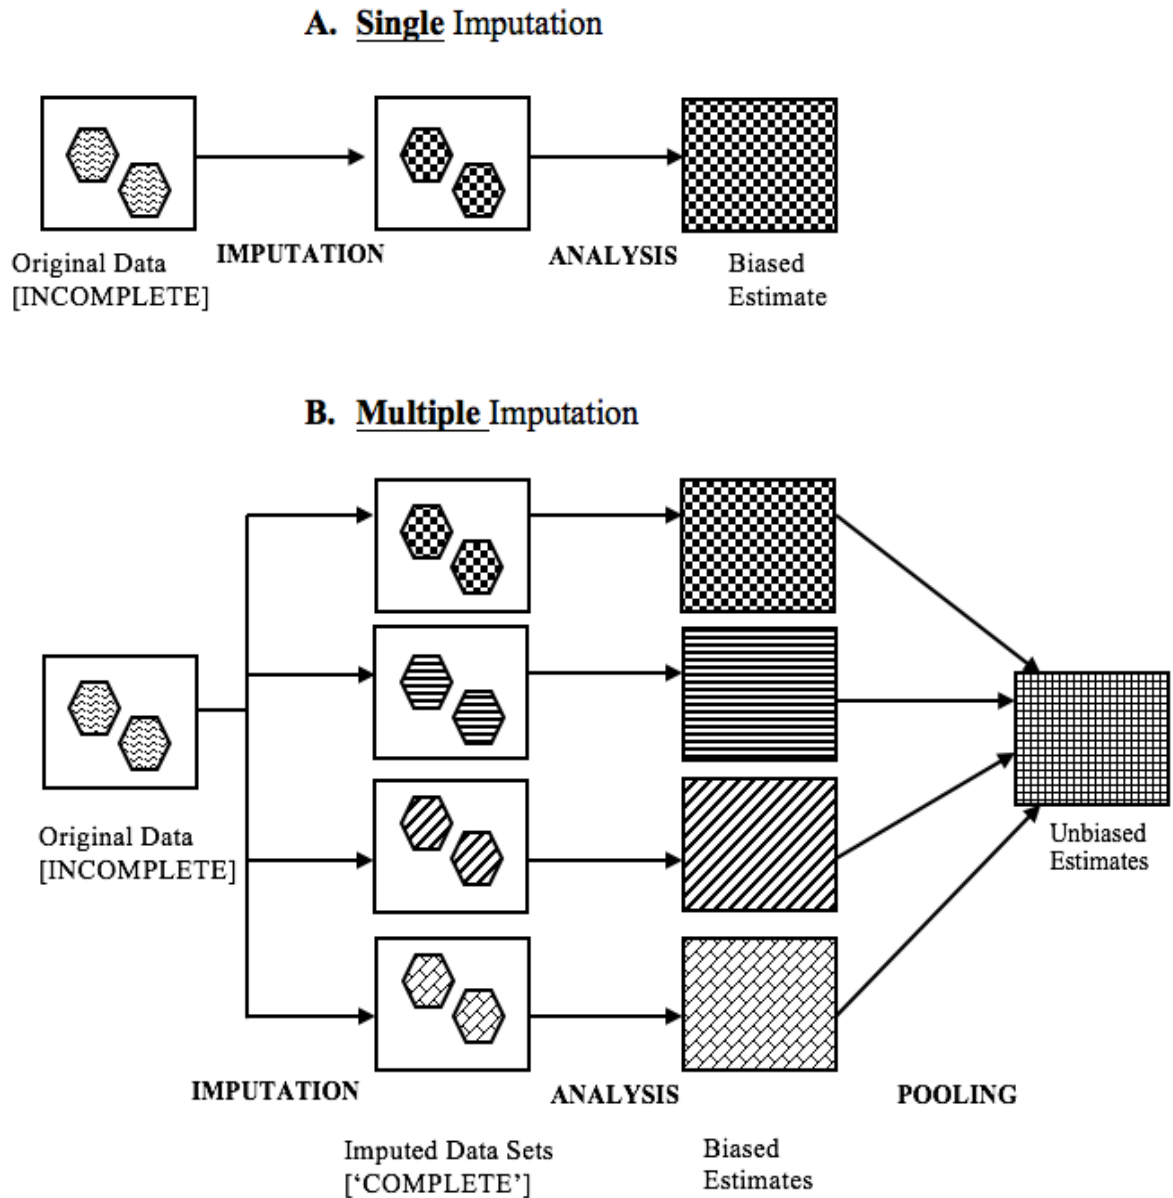 A. Single Imputation
IMPUTATION
ANALYSIS
Original Data
[INCOMPLETE]
Biased
Estimate
B. Multiple Imputation
Original Data
[INCOMPLETE]
Unbiased
Estimates
IMPUTATION
ANALYSIS
POOLING
Imputed Data Sets
[‘COMPLETE’]
Biased
Estimates